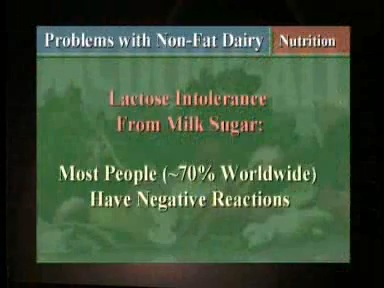 Problems with Non-Fat Dairy
Nutrition
Lactose Intolerance
From Milk Sugar:
Most People (~70% Worldwide)
Have Negative Reactions